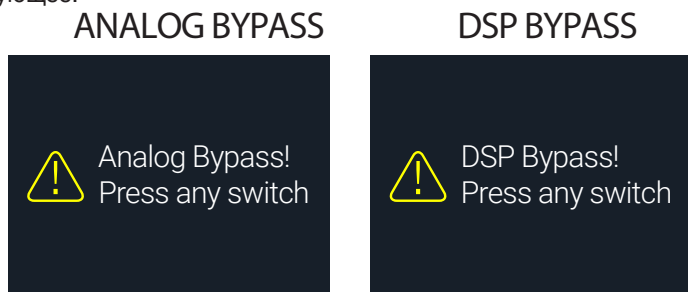 ANALOG BYPASS
DSP BYPASS
Analog Bypass!
Press any switch
DSP Bypass!
Press any switch